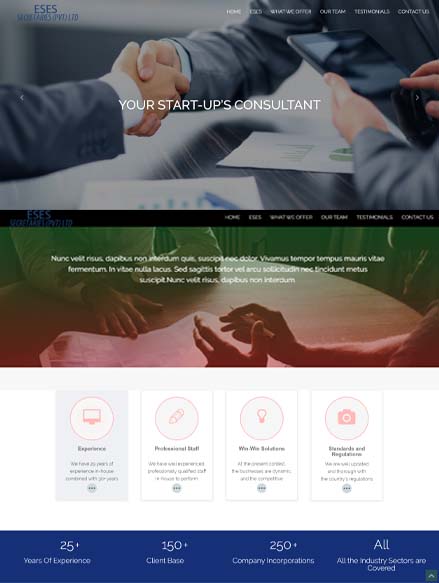 ESES
SECRETARIES (PVT) LTD
HOME ESES WHAT WE OFFER OUR TEAM TESTIMONIALS CONTACT US
YOUR START-UP'S CONSULTANT
ESES
SECRETARIES (PVT) LTD
HOME ESES WHAT WE OFFER OUR TEAM TESTIMONIALS CONTACT US
Nunc velit risus, dapibus non interdum quis, suscipit nec dolor. Vivamus tempor tempus mauris vitae
fermentum. In vitae nulla lacus. Sed sagittis tortor vel arcu sollicitudin nec tincidunt metus
suscipit.Nunc velit risus, dapibus non interdum.
Experience
We have 25 years of
experience in-house
combined with 30+ years
Professional Staff
We have well experienced
professionally qualified staff
in-house to perform
Win-Win Solutions
At the present context
the businesses are dynamic
and the competitive
Standards and
Regulations
We are well updated
and thorough with
the country's regulations
25+
Years Of Experience
150+
Client Base
250+
Company Incorporations
All
All the Industry Sectors are
Covered